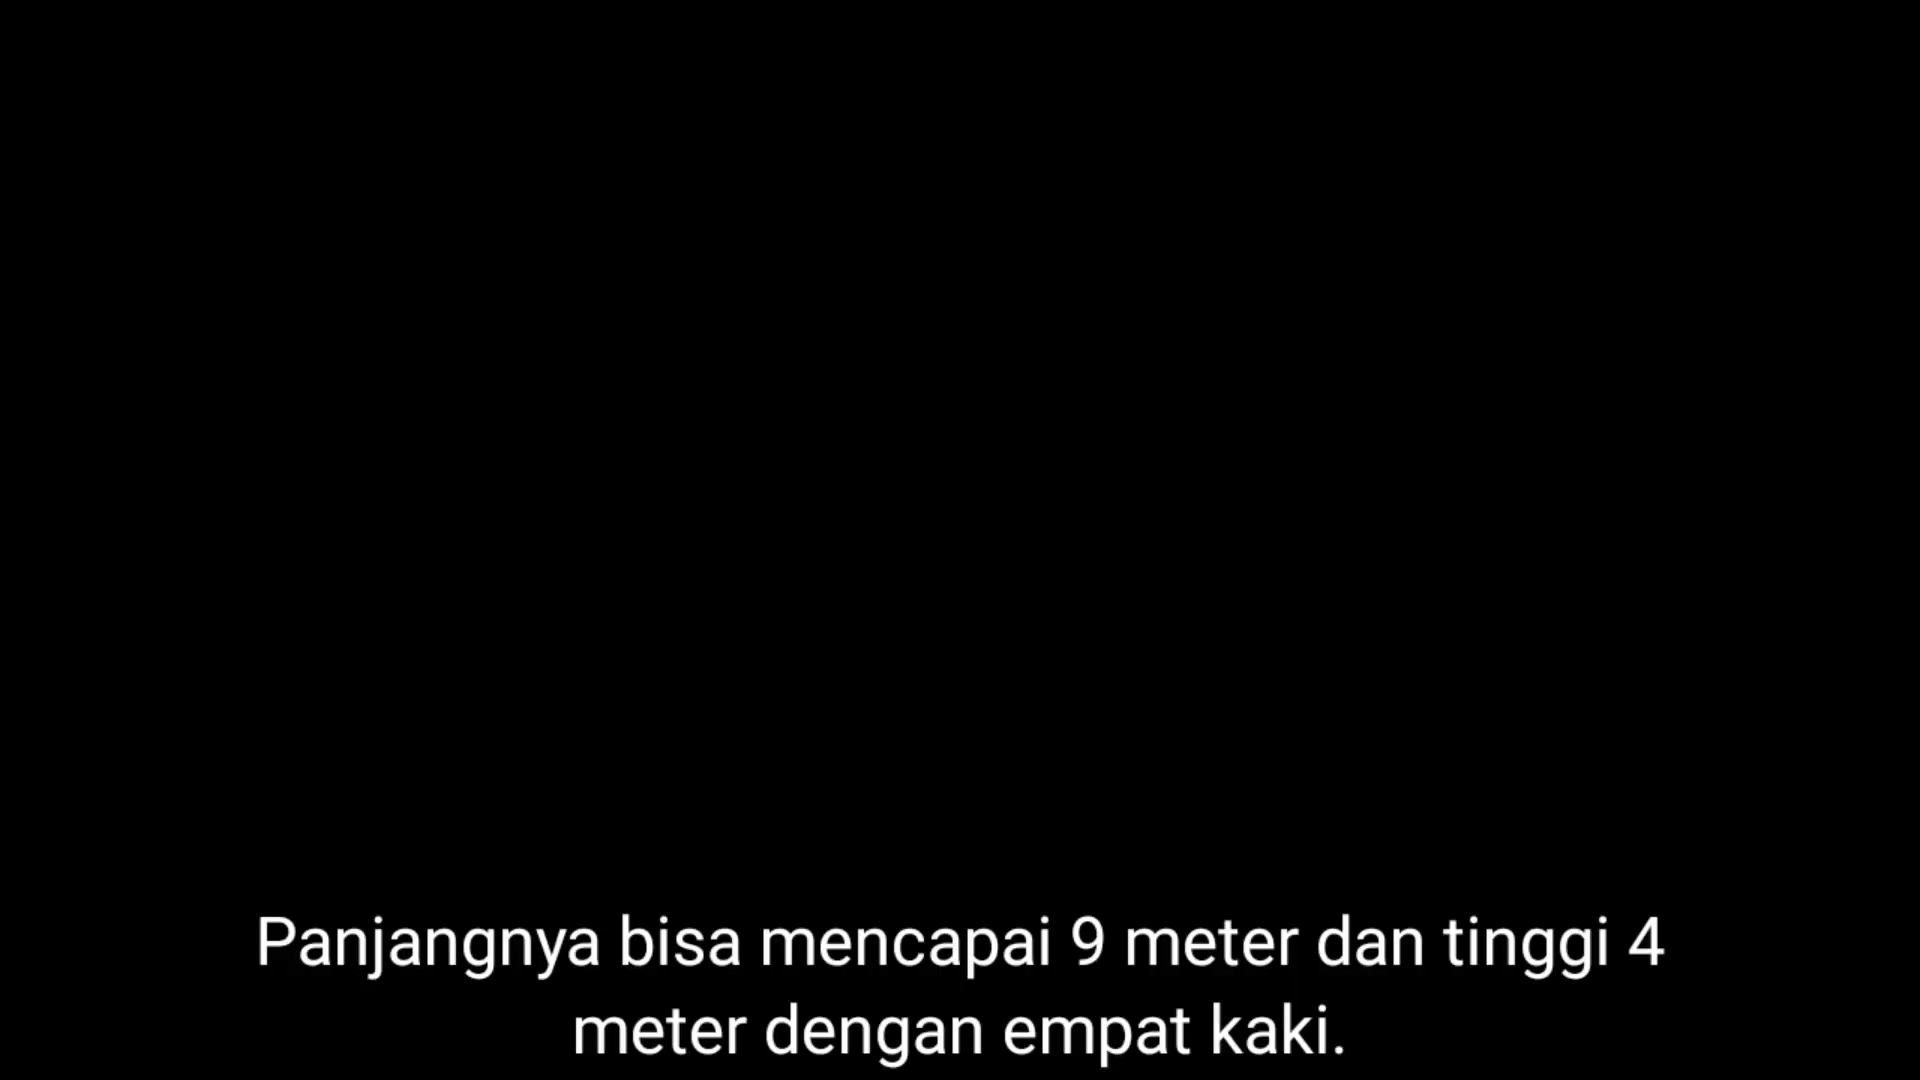 Panjangnya bisa mencapai 9 meter dan tinggi 4
meter dengan empat kaki.